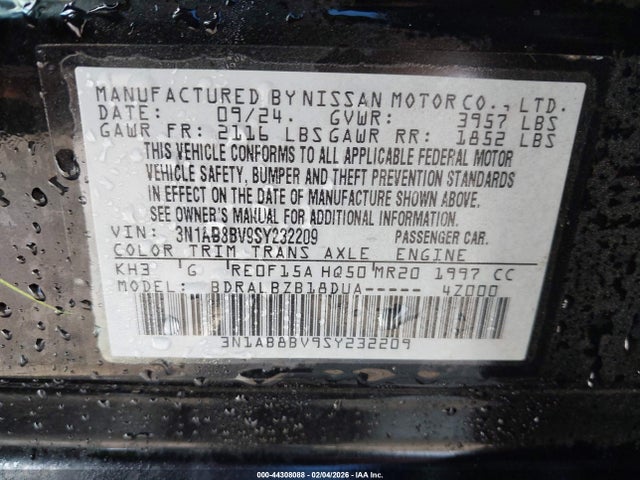 MANUFACTURED BY NISSAN MOTOR CO., LTD.
DATE: 09/24. GVWR: 3957 LBS
GAWR FR: 2116 LBS GAWR RR: 1852 LBS
THIS VEHICLE CONFORMS TO ALL APPLICABLE FEDERAL MOTOR
VEHICLE SAFETY, BUMPER AND THEFT PREVENTION STANDARDS
IN EFFECT ON THE DATE OF MANUFACTURE SHOWN ABOVE.
SEE OWNER'S MANUAL FOR ADDITIONAL INFORMATION.
VIN: 3N1AB8BV9SY232209 PASSENGER CAR.
COLOR TRIM TRANS AXLE ENGINE
KH3 G RE0F15A HQ50 MR20 1997 CC
MODEL: BDRALBZB18DUA----- 4Z000
3N1AB8BV9SY232209
000-44308088 - 02/04/2026 - IAA Inc.